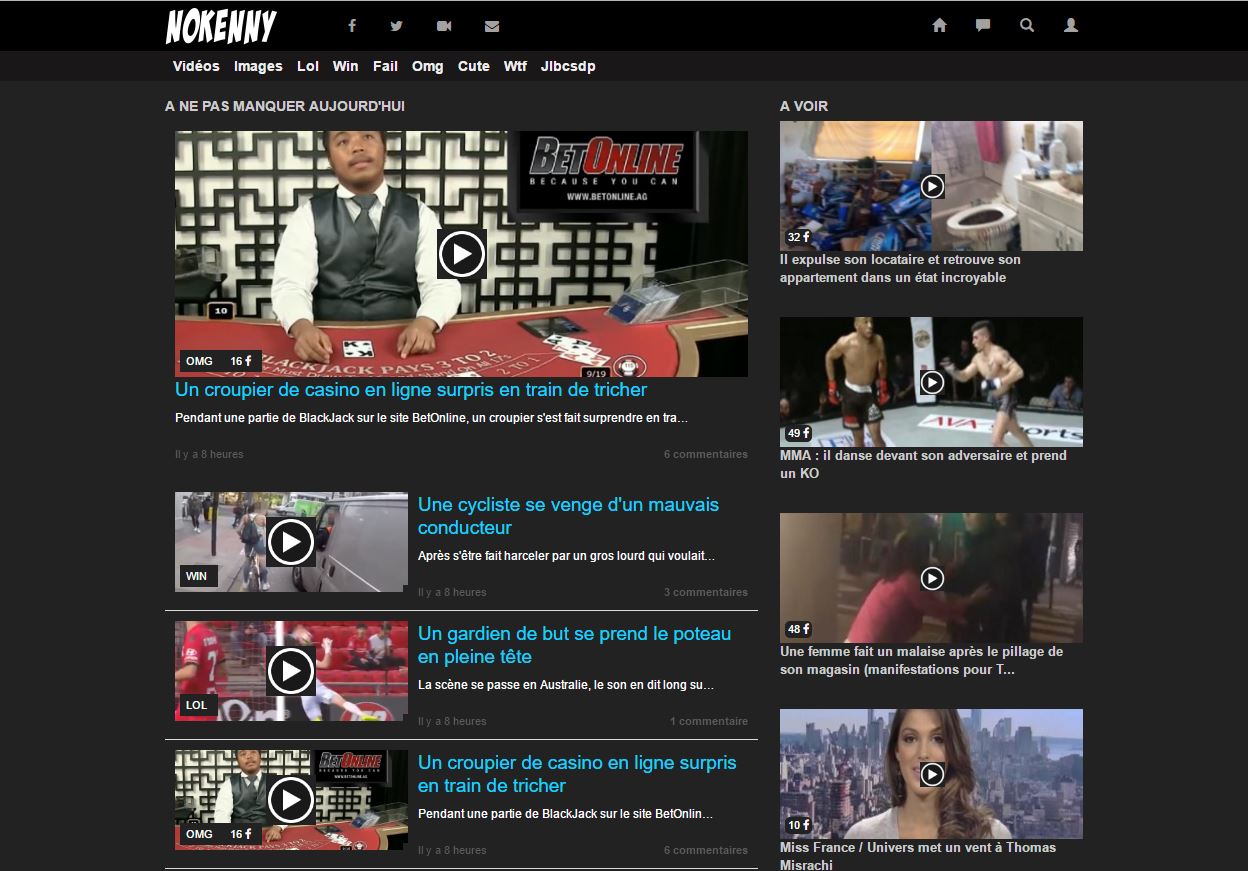 NOKENNY
Vidéos Images Lol Win Fail Omg Cute Wtf Jlbcsdp
A NE PAS MANQUER AUJOURD'HUI
BETONLINE
BECAUSE YOU CAN
WWW.BETONLINE.AG
10
BLACKJACK PAYS 3 TO 2
9/19
OMG 16 f
Un croupier de casino en ligne surpris en train de tricher
Pendant une partie de BlackJack sur le site BetOnline, un croupier s'est fait surprendre en tra...
Il y a 8 heures 6 commentaires
WIN
Une cycliste se venge d'un mauvais
conducteur
Après s'être fait harceler par un gros lourd qui voulait...
Il y a 8 heures 3 commentaires
LOL
Un gardien de but se prend le poteau
en pleine tête
La scène se passe en Australie, le son en dit long su...
Il y a 8 heures 1 commentaire
BETONLINE
OMG 16 f
Un croupier de casino en ligne surpris
en train de tricher
Pendant une partie de BlackJack sur le site BetOnlin...
Il y a 8 heures 6 commentaires
A VOIR
32 f
Il expulse son locataire et retrouve son
appartement dans un état incroyable
49 f
MMA : il danse devant son adversaire et prend
un KO
48 f
Une femme fait un malaise après le pillage de
son magasin (manifestations pour T...
10 f
Miss France / Univers met un vent à Thomas
Misrachi